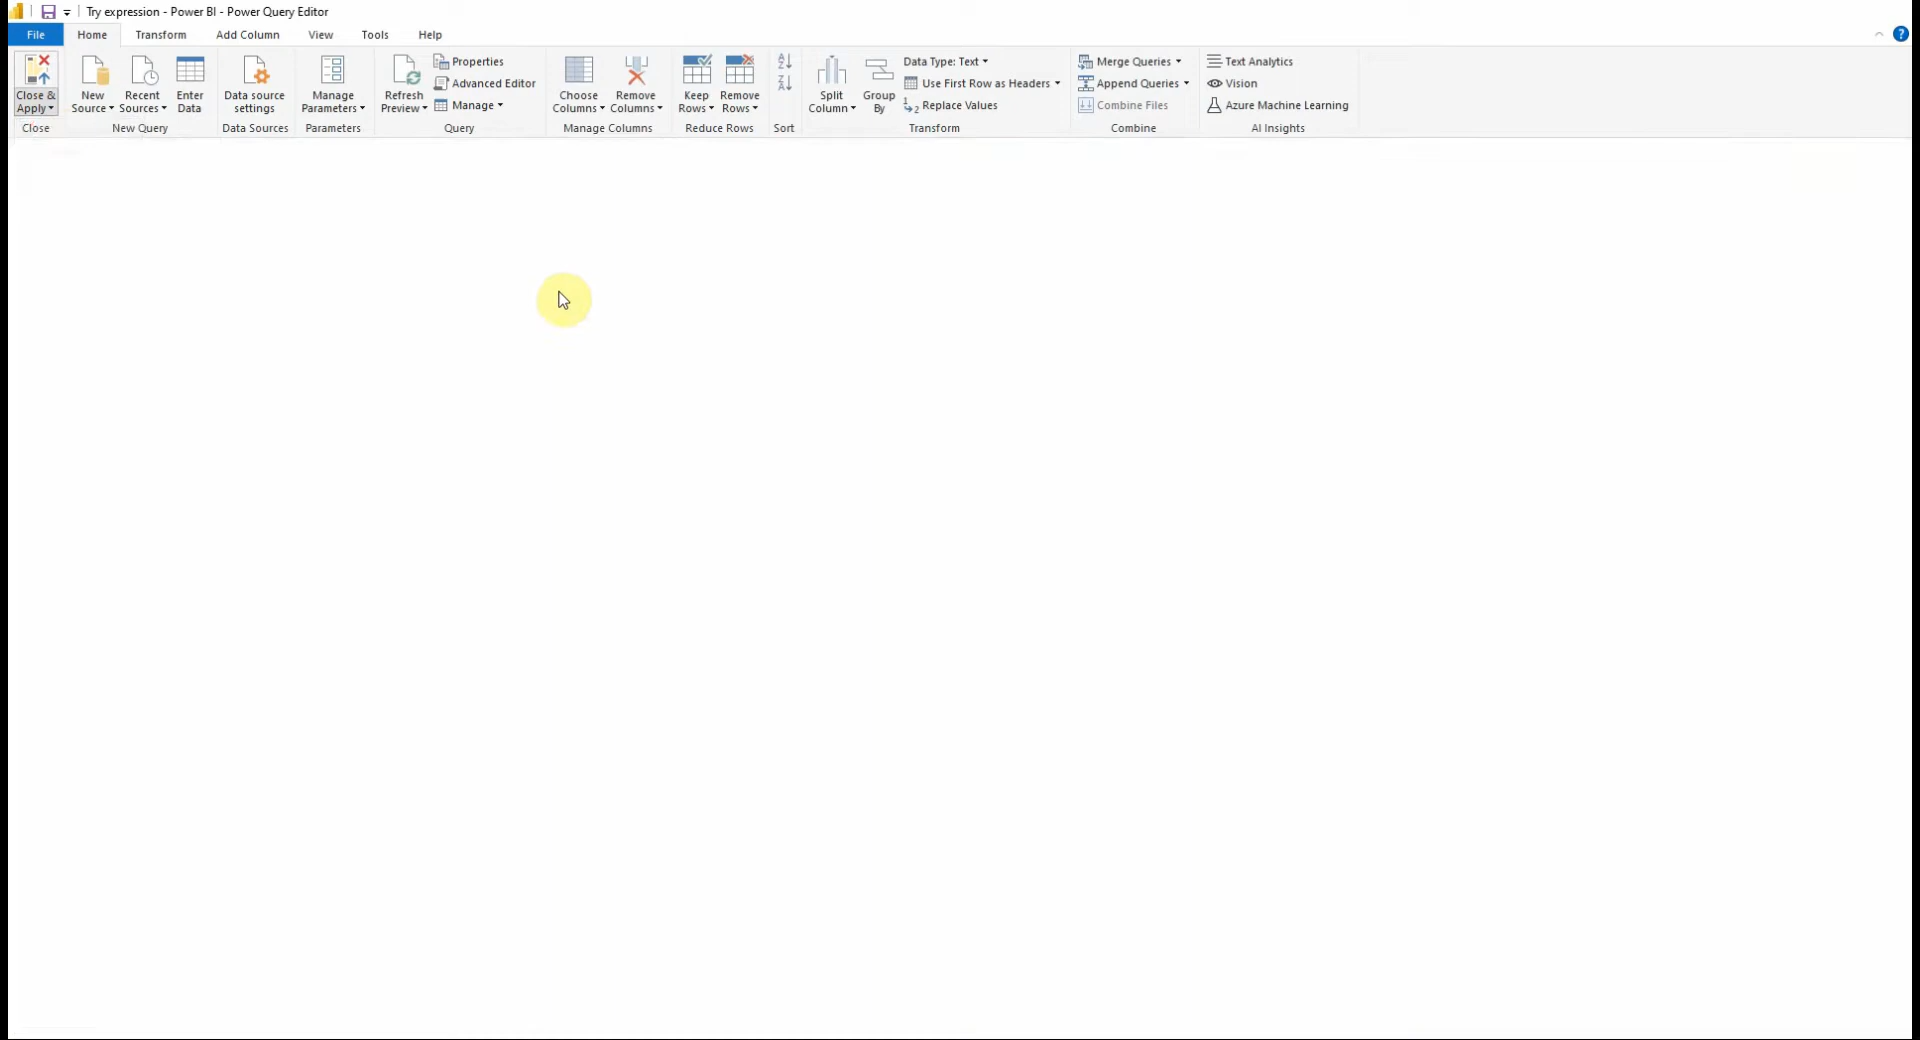 Try expression - Power BI - Power Query Editor
File Home Transform Add Column View Tools Help
?
Close & Apply
New Source
Recent Sources
Enter Data
Data source settings
Manage Parameters
Refresh Preview
Properties
Advanced Editor
Manage
Choose Columns
Remove Columns
Keep Rows
Remove Rows
Split Column
Group By
Data Type: Text
Use First Row as Headers
Replace Values
Merge Queries
Append Queries
Combine Files
Text Analytics
Vision
Azure Machine Learning
Close
New Query
Data Sources
Parameters
Query
Manage Columns
Reduce Rows
Sort
Transform
Combine
AI Insights